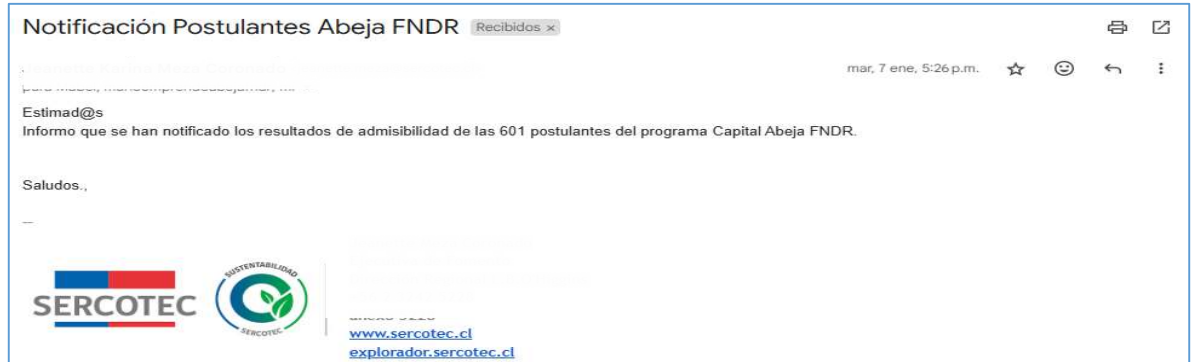 Notificación Postulantes Abeja FNDR Recibidos x
mar, 7 ene, 5:26 p.m.
Estimad@s
Informo que se han notificado los resultados de admisibilidad de las 601 postulantes del programa Capital Abeja FNDR.
Saludos.,
--
SUSTENTABILIDAD
SERCOTEC
SERCOTEC
www.sercotec.cl
explorador.sercotec.cl